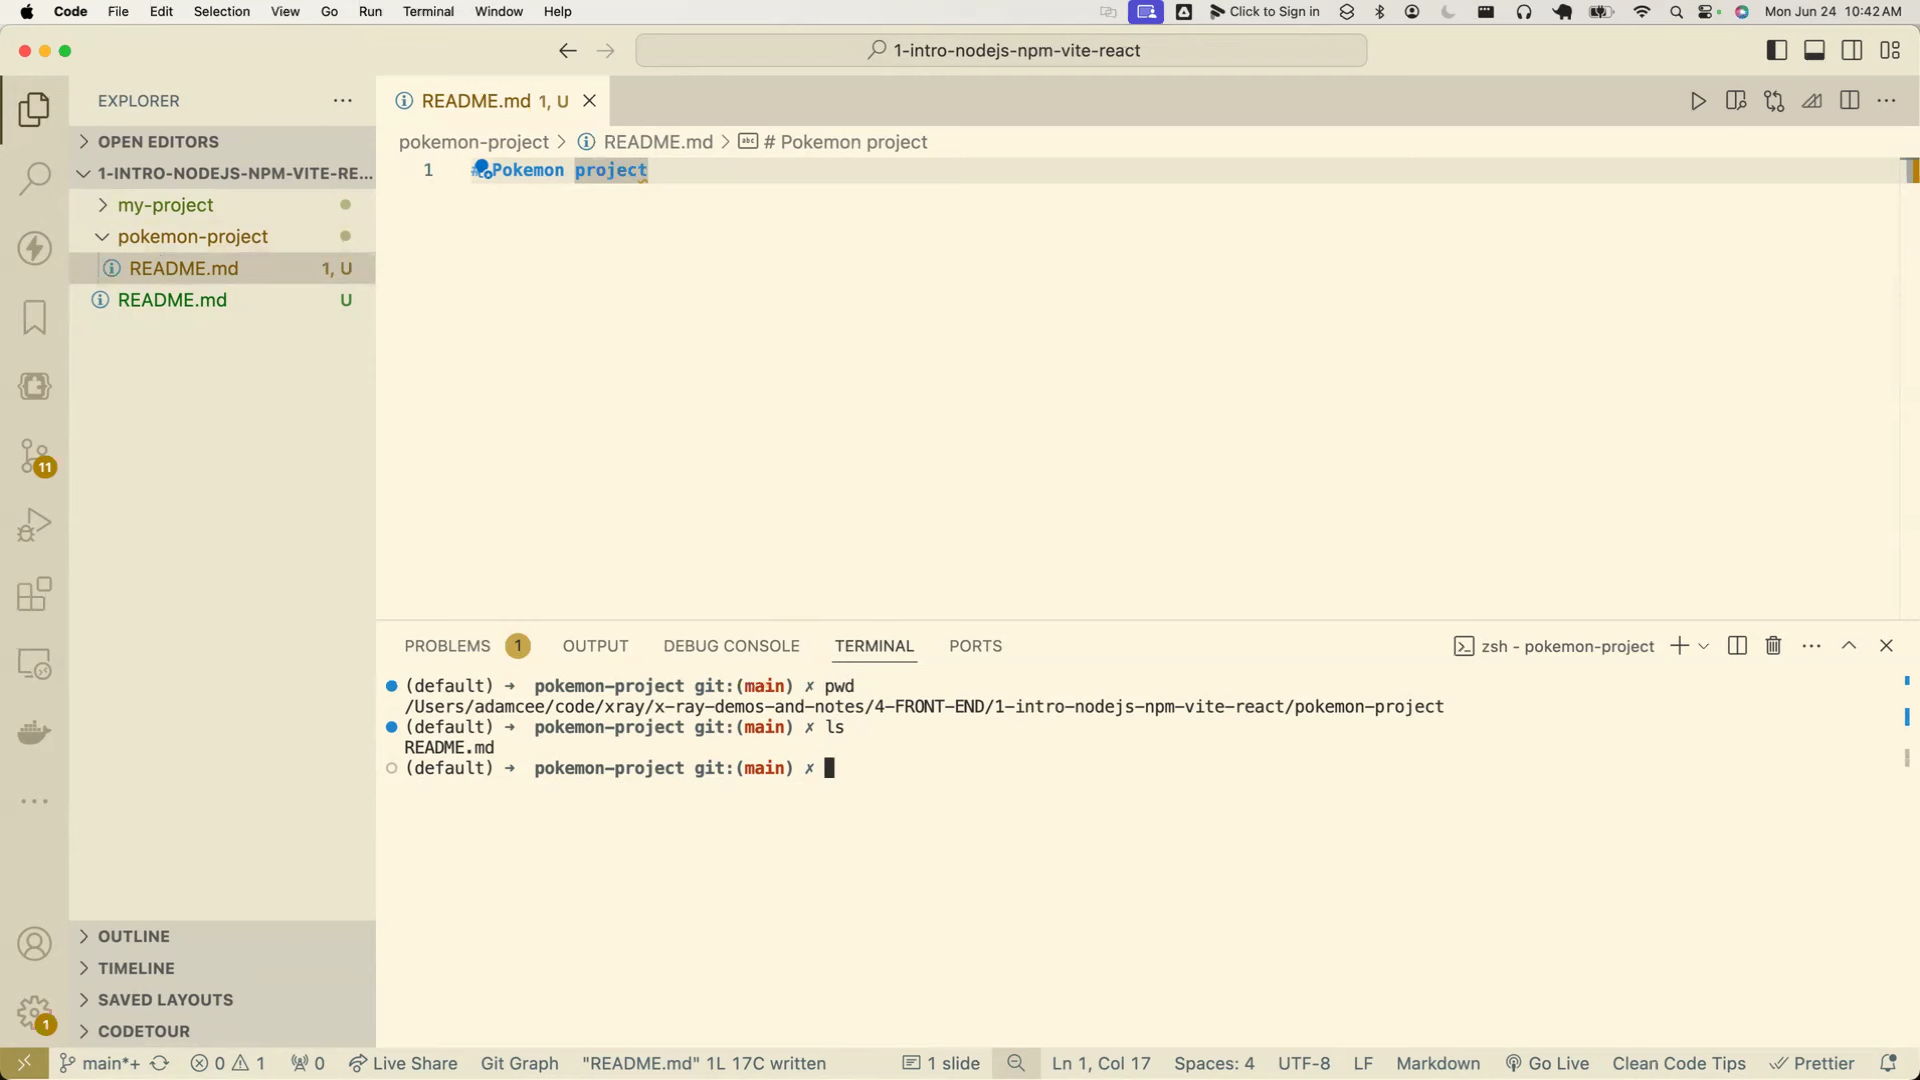 Code File Edit Selection View Go Run Terminal Window Help Click to Sign in Mon Jun 24 10:42 AM
1-intro-nodejs-npm-vite-react
EXPLORER
README.md 1, U
OPEN EDITORS
pokemon-project > README.md > # Pokemon project
1-INTRO-NODEJS-NPM-VITE-RE...
1 Pokemon project
my-project
pokemon-project
README.md 1, U
README.md U
11
PROBLEMS 1 OUTPUT DEBUG CONSOLE TERMINAL PORTS zsh - pokemon-project
(default) → pokemon-project git:(main) ✗ pwd
/Users/adamcee/code/xray/x-ray-demos-and-notes/4-FRONT-END/1-intro-nodejs-npm-vite-react/pokemon-project
(default) → pokemon-project git:(main) ✗ ls
README.md
(default) → pokemon-project git:(main) ✗
OUTLINE
TIMELINE
SAVED LAYOUTS
1
CODETOUR
main*+ 0 1 0 Live Share Git Graph "README.md" 1L 17C written 1 slide Ln 1, Col 17 Spaces: 4 UTF-8 LF Markdown Go Live Clean Code Tips Prettier